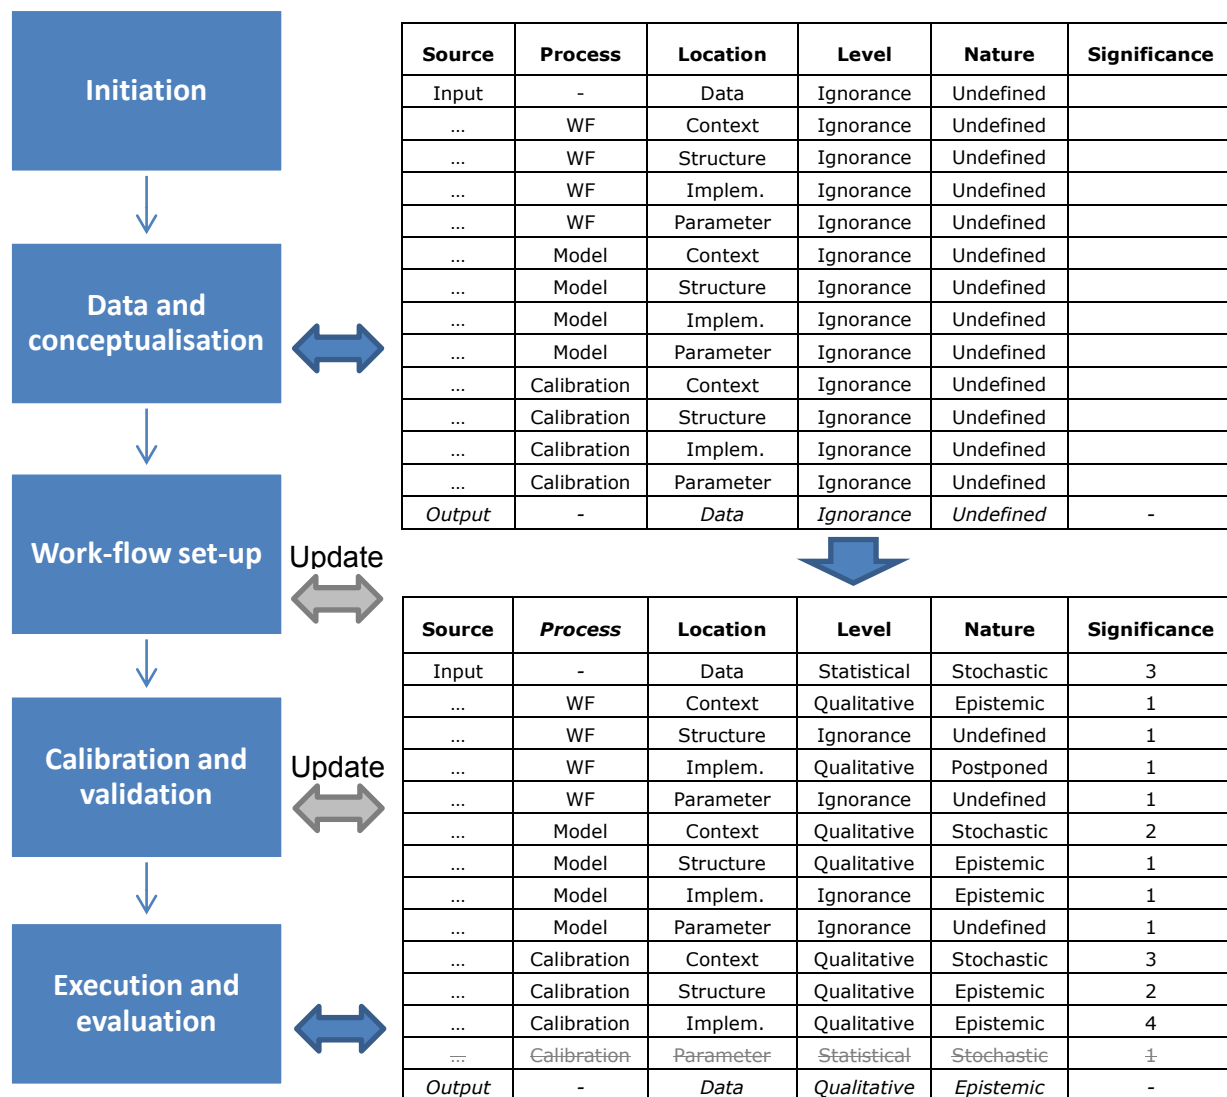 Initiation
Data and
conceptualisation
Work-flow set-up
Calibration and
validation
Execution and
evaluation
Update
Update
Source Process Location Level Nature Significance
Input - Data Ignorance Undefined
... WF Context Ignorance Undefined
... WF Structure Ignorance Undefined
... WF Implem. Ignorance Undefined
... WF Parameter Ignorance Undefined
... Model Context Ignorance Undefined
... Model Structure Ignorance Undefined
... Model Implem. Ignorance Undefined
... Model Parameter Ignorance Undefined
... Calibration Context Ignorance Undefined
... Calibration Structure Ignorance Undefined
... Calibration Implem. Ignorance Undefined
... Calibration Parameter Ignorance Undefined
Output - Data Ignorance Undefined -
Source Process Location Level Nature Significance
Input - Data Statistical Stochastic 3
... WF Context Qualitative Epistemic 1
... WF Structure Ignorance Undefined 1
... WF Implem. Qualitative Postponed 1
... WF Parameter Ignorance Undefined 1
... Model Context Qualitative Stochastic 2
... Model Structure Qualitative Epistemic 1
... Model Implem. Ignorance Epistemic 1
... Model Parameter Ignorance Undefined 1
... Calibration Context Qualitative Stochastic 3
... Calibration Structure Qualitative Epistemic 2
... Calibration Implem. Qualitative Epistemic 4
... Calibration Parameter Statistical Stochastic 1
Output - Data Qualitative Epistemic -